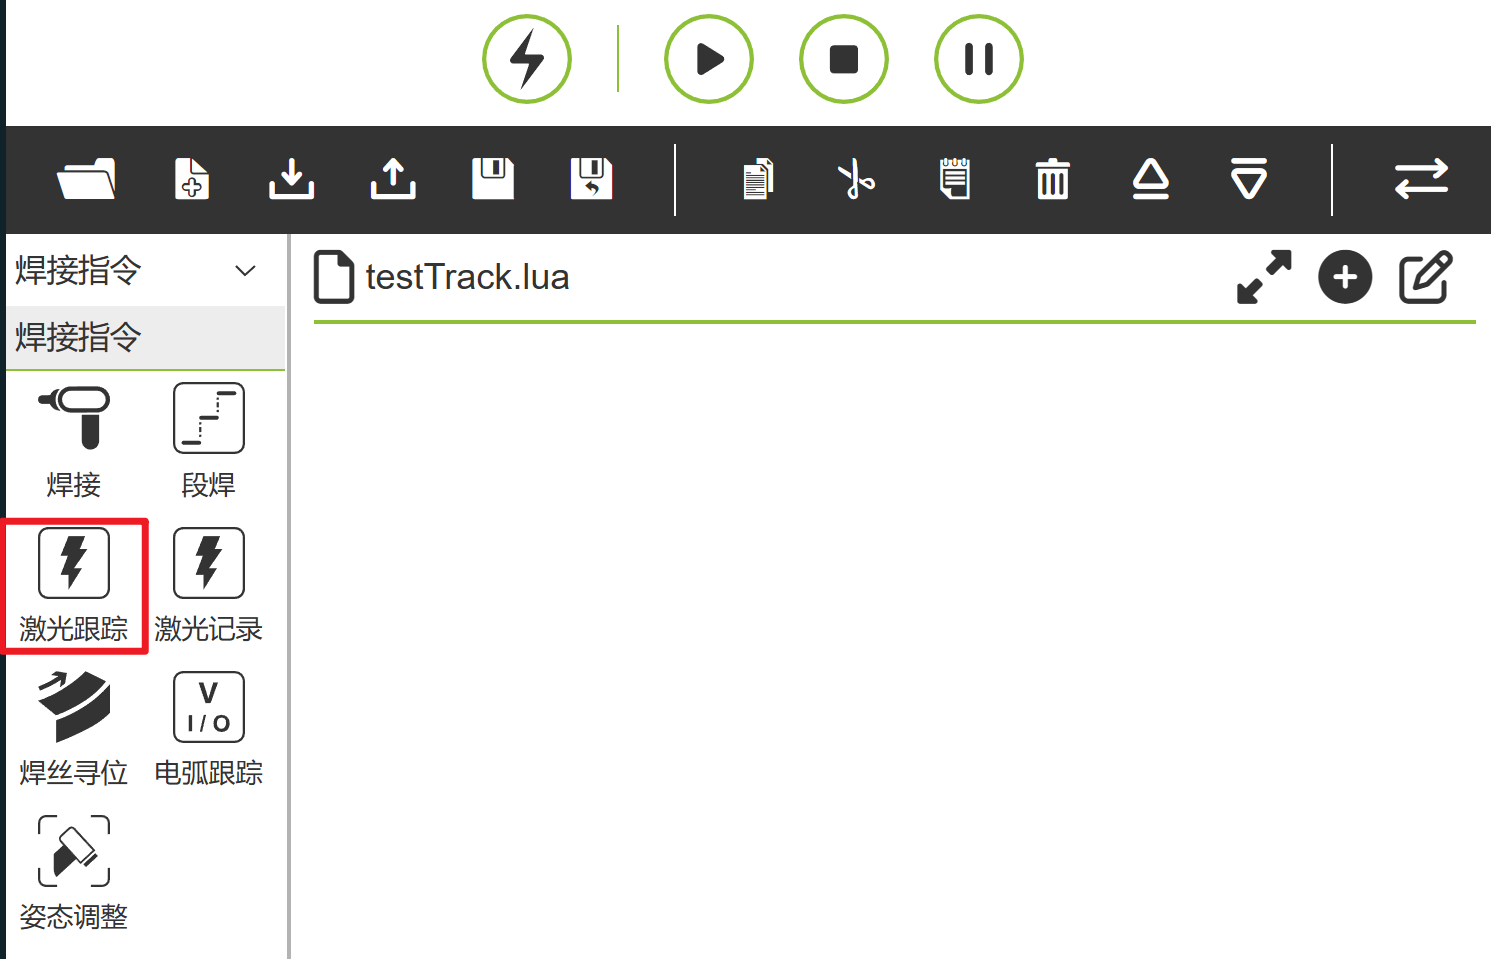 焊接指令
testTrack.lua
焊接指令
焊接
段焊
激光跟踪
激光记录
V
I / O
焊丝寻位
电弧跟踪
姿态调整